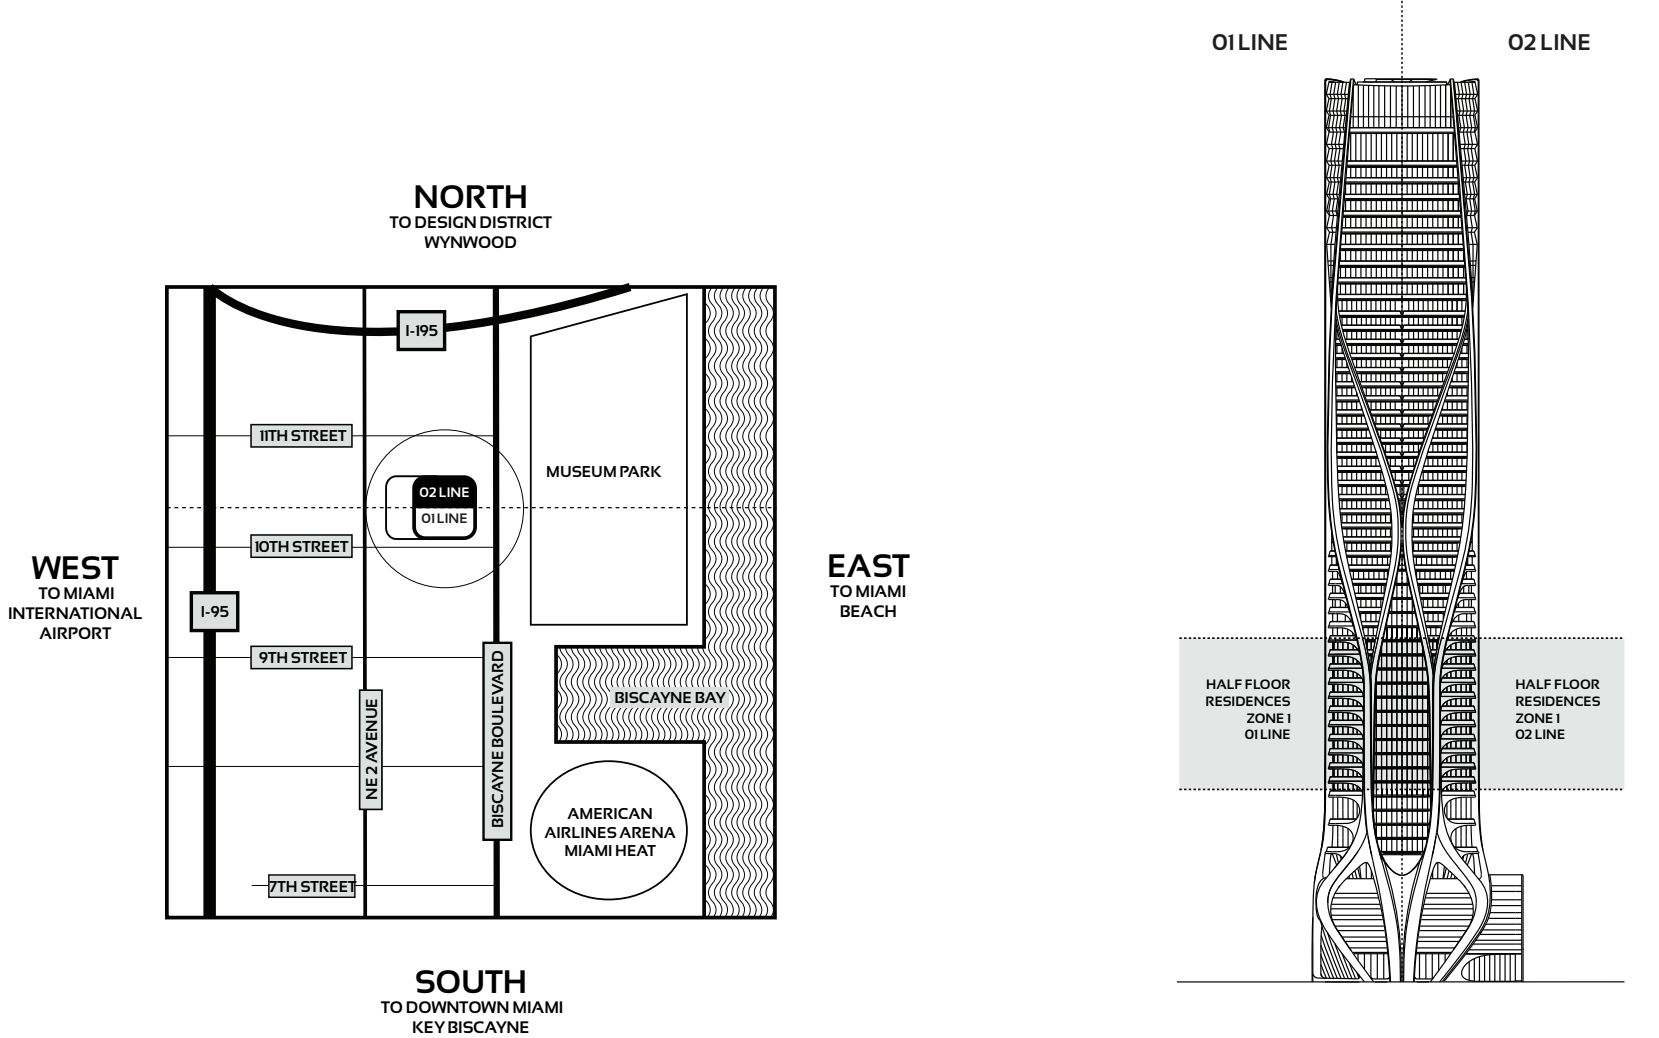 01 LINE
02 LINE
NORTH
TO DESIGN DISTRICT
WYNWOOD
I-195
11TH STREET
MUSEUM PARK
02 LINE
01 LINE
10TH STREET
WEST
TO MIAMI
INTERNATIONAL
AIRPORT
I-95
EAST
TO MIAMI
BEACH
9TH STREET
BISCAYNE BOULEVARD
NE 2 AVENUE
BISCAYNE BAY
HALF FLOOR
RESIDENCES
ZONE 1
01 LINE
HALF FLOOR
RESIDENCES
ZONE 1
02 LINE
AMERICAN
AIRLINES ARENA
MIAMI HEAT
7TH STREET
SOUTH
TO DOWNTOWN MIAMI
KEY BISCAYNE